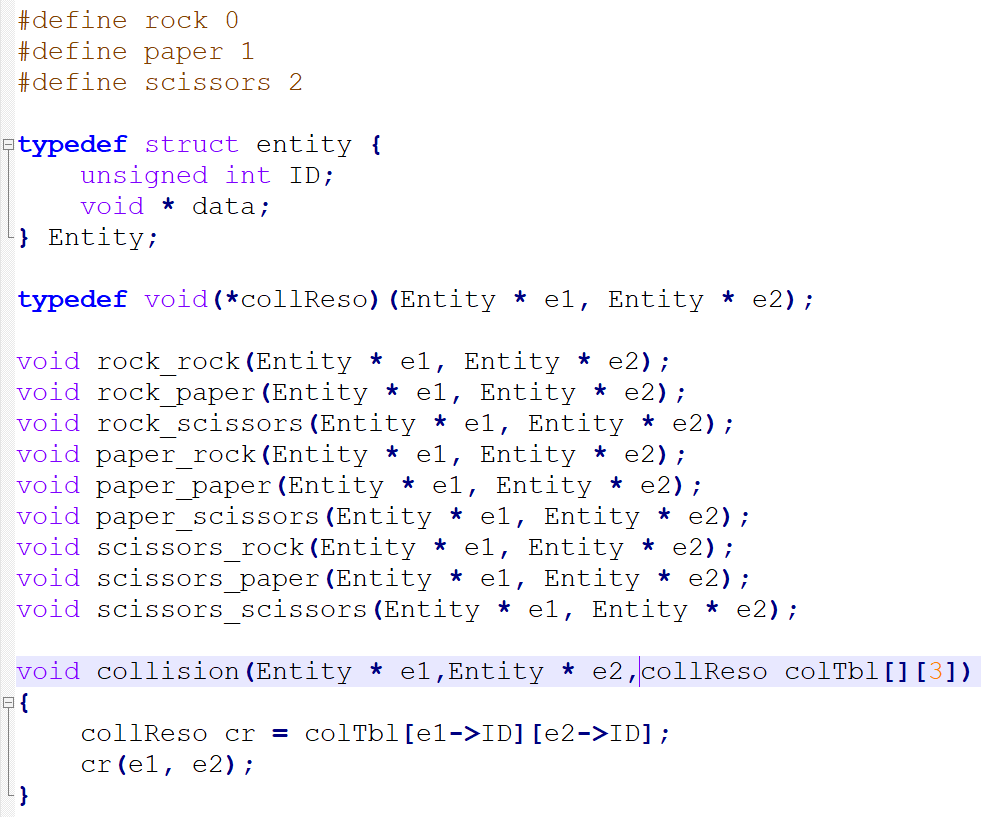 #define rock 0
#define paper 1
#define scissors 2
typedef struct entity {
unsigned int ID;
void * data;
} Entity;
typedef void(*collReso)(Entity * e1, Entity * e2);
void rock_rock(Entity * e1, Entity * e2);
void rock_paper(Entity * e1, Entity * e2);
void rock_scissors(Entity * e1, Entity * e2);
void paper_rock(Entity * e1, Entity * e2);
void paper_paper(Entity * e1, Entity * e2);
void paper_scissors(Entity * e1, Entity * e2);
void scissors_rock(Entity * e1, Entity * e2);
void scissors_paper(Entity * e1, Entity * e2);
void scissors_scissors(Entity * e1, Entity * e2);
void collision(Entity * e1,Entity * e2,collReso colTbl[][3])
{
collReso cr = colTbl[e1->ID][e2->ID];
cr(e1, e2);
}